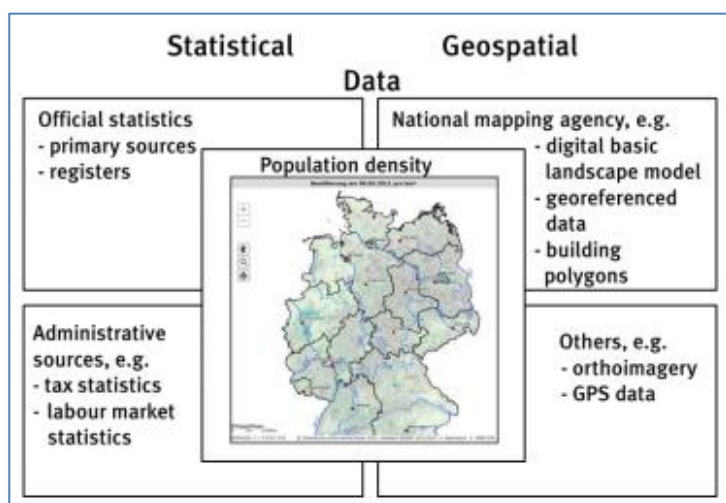 Statistical Geospatial
Data
Official statistics
- primary sources
- registers
National mapping agency, e.g.
- digital basic
landscape model
- georeferenced
data
- building
polygons
Population density
Administrative
sources, e.g.
- tax statistics
- labour market
statistics
Others, e.g.
- orthoimagery
- GPS data